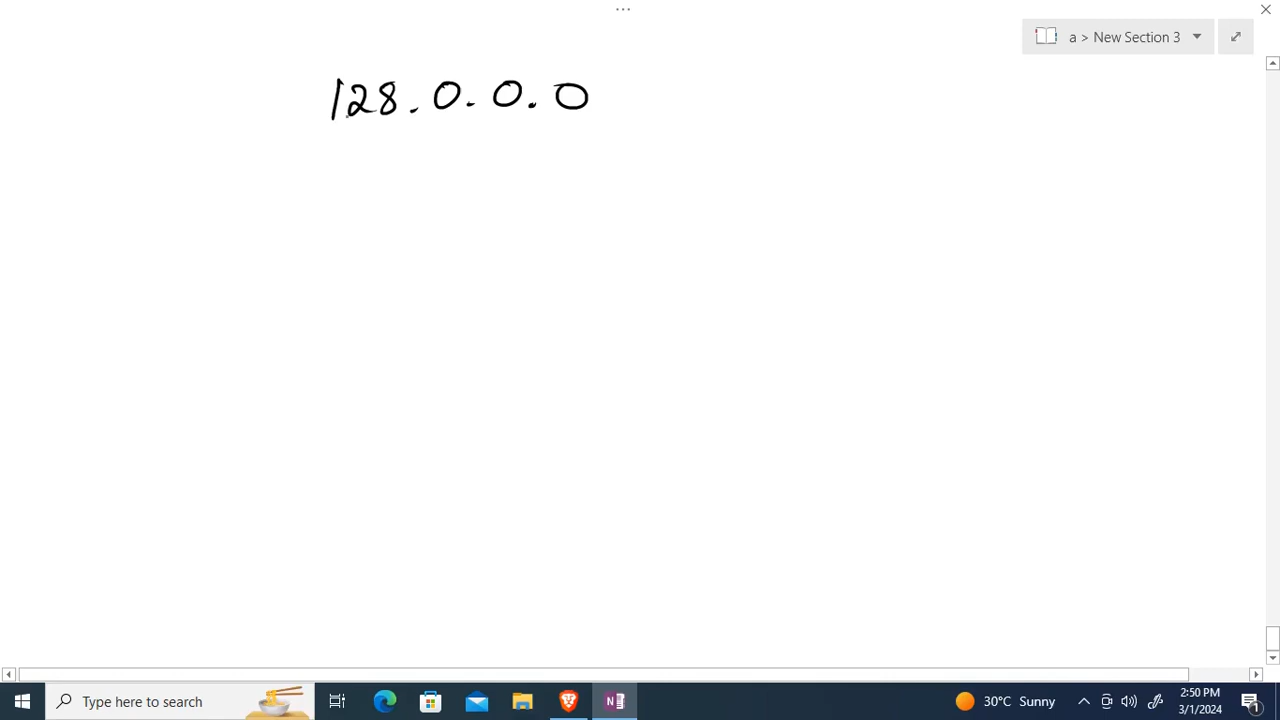 ...
a > New Section 3
128.0.0.0
Type here to search
30°C Sunny
2:50 PM
3/1/2024
1